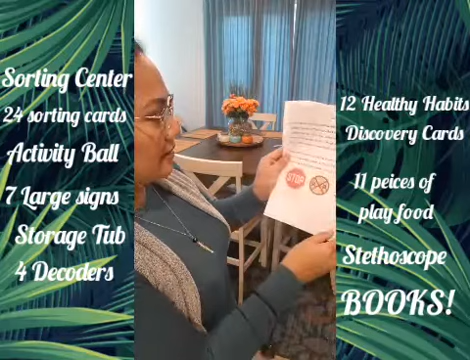 Sorting Center
24 sorting cards
Activity Ball
7 Large signs
Storage Tub
4 Decoders
STOP
12 Healthy Habits
Discovery Cards
11 peices of
play food
Stethoscope
BOOKS!